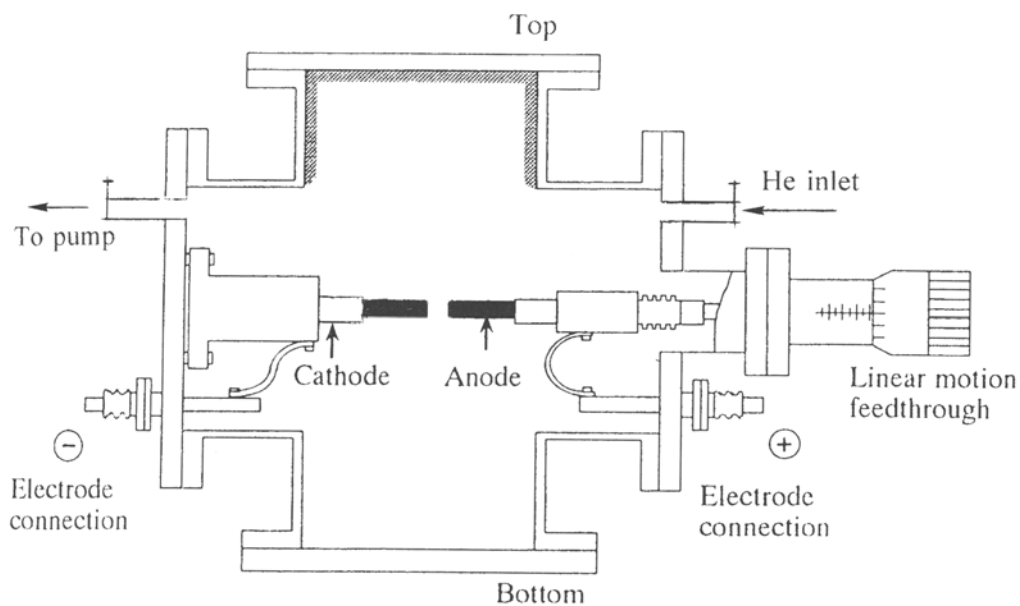 Top
He inlet
To pump
Cathode
Anode
Linear motion
feedthrough
−
+
Electrode
connection
Electrode
connection
Bottom